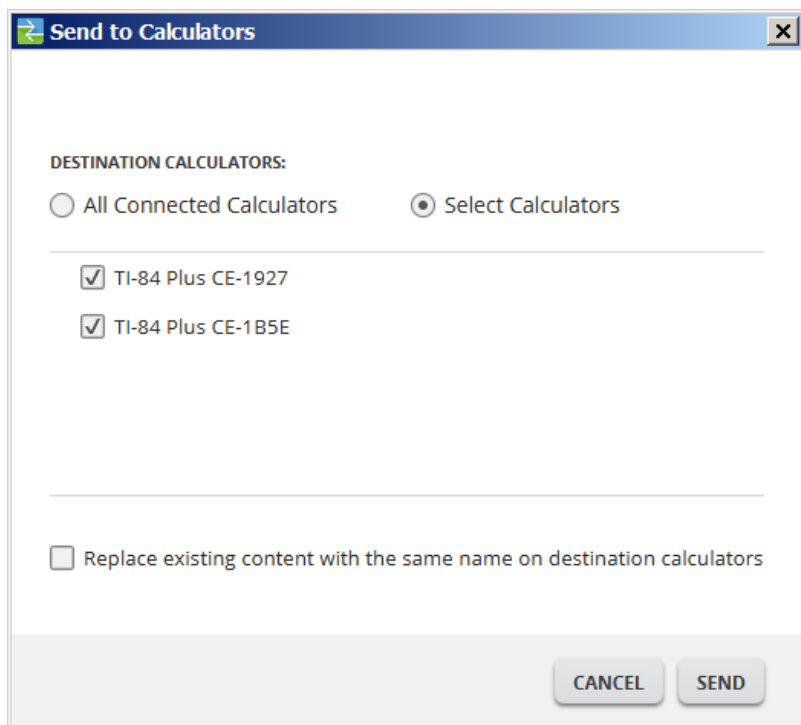 Send to Calculators
DESTINATION CALCULATORS:
All Connected Calculators Select Calculators
TI-84 Plus CE-1927
TI-84 Plus CE-1B5E
Replace existing content with the same name on destination calculators
CANCEL SEND